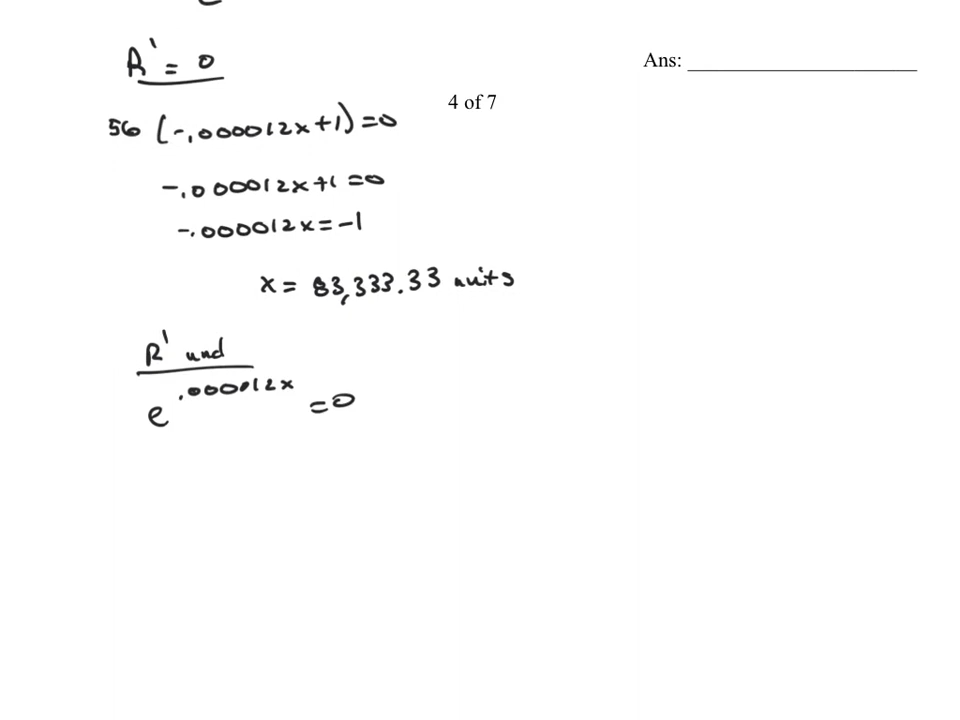 R' = 0
Ans:
4 of 7
56 (-.000012x+1)=0
-.000012x+1=0
-.000012x=-1
x= 83,333.33 units
R' und
e^.000012x =0